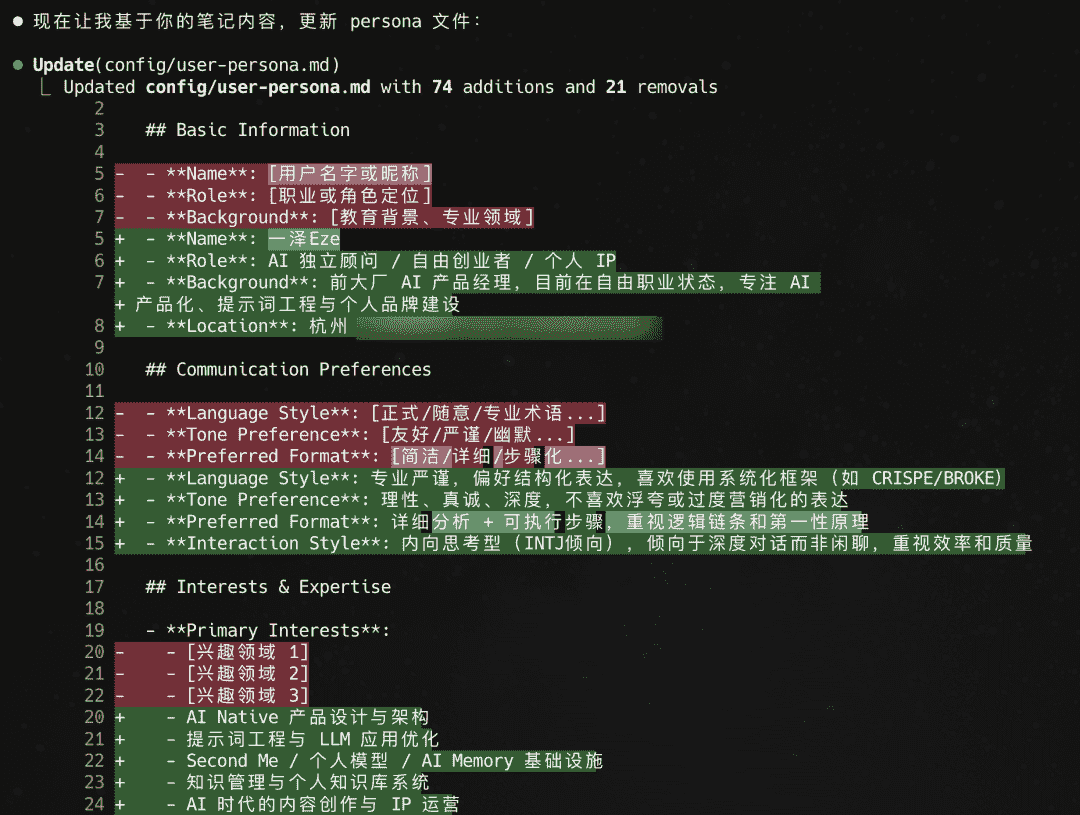 ● 现在让我基于你的笔记内容，更新 persona 文件：
● Update(config/user-persona.md)
⎿ Updated config/user-persona.md with 74 additions and 21 removals
2
3 ## Basic Information
4
5 - - **Name**: [用户名字或昵称]
6 - - **Role**: [职业或角色定位]
7 - - **Background**: [教育背景、专业领域]
5 + - **Name**: 一泽Eze
6 + - **Role**: AI 独立顾问 / 自由创业者 / 个人 IP
7 + - **Background**: 前大厂 AI 产品经理，目前在自由职业状态，专注 AI
+ 产品化、提示词工程与个人品牌建设
8 + - **Location**: 杭州
9
10 ## Communication Preferences
11
12 - - **Language Style**: [正式/随意/专业术语...]
13 - - **Tone Preference**: [友好/严谨/幽默...]
14 - - **Preferred Format**: [简洁/详细/步骤化...]
12 + - **Language Style**: 专业严谨，偏好结构化表达，喜欢使用系统化框架（如 CRISPE/BROKE）
13 + - **Tone Preference**: 理性、真诚、深度，不喜欢浮夸或过度营销化的表达
14 + - **Preferred Format**: 详细分析 + 可执行步骤，重视逻辑链条和第一性原理
15 + - **Interaction Style**: 内向思考型（INTJ倾向），倾向于深度对话而非闲聊，重视效率和质量
16
17 ## Interests & Expertise
18
19 - **Primary Interests**:
20 - - [兴趣领域 1]
21 - - [兴趣领域 2]
22 - - [兴趣领域 3]
20 + - AI Native 产品设计与架构
21 + - 提示词工程与 LLM 应用优化
22 + - Second Me / 个人模型 / AI Memory 基础设施
23 + - 知识管理与个人知识库系统
24 + - AI 时代的内容创作与 IP 运营